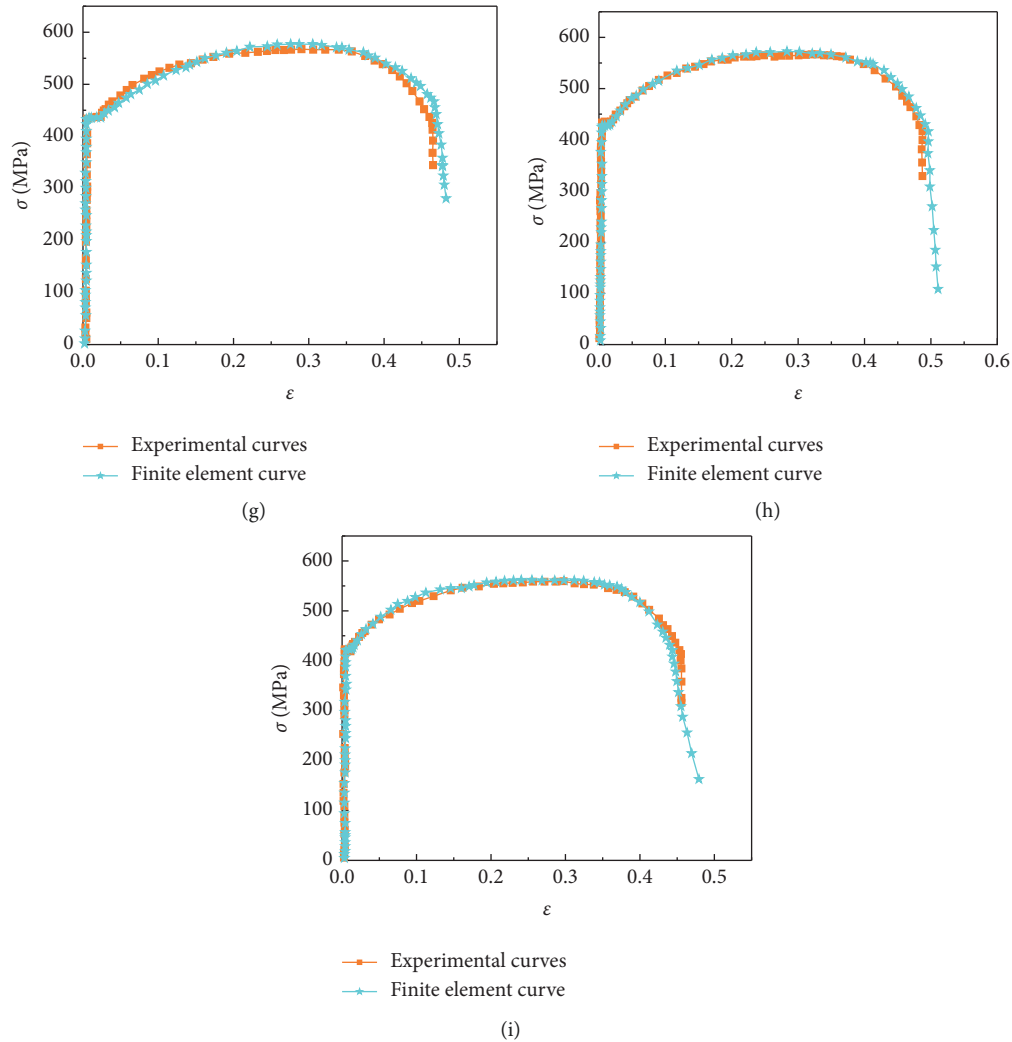 600
500
400
300
200
100
0
σ (MPa)
0.0 0.1 0.2 0.3 0.4 0.5
ε
Experimental curves
Finite element curve
(g)
600
500
400
300
200
100
0
σ (MPa)
0.0 0.1 0.2 0.3 0.4 0.5 0.6
ε
Experimental curves
Finite element curve
(h)
600
500
400
300
200
100
0
σ (MPa)
0.0 0.1 0.2 0.3 0.4 0.5
ε
Experimental curves
Finite element curve
(i)